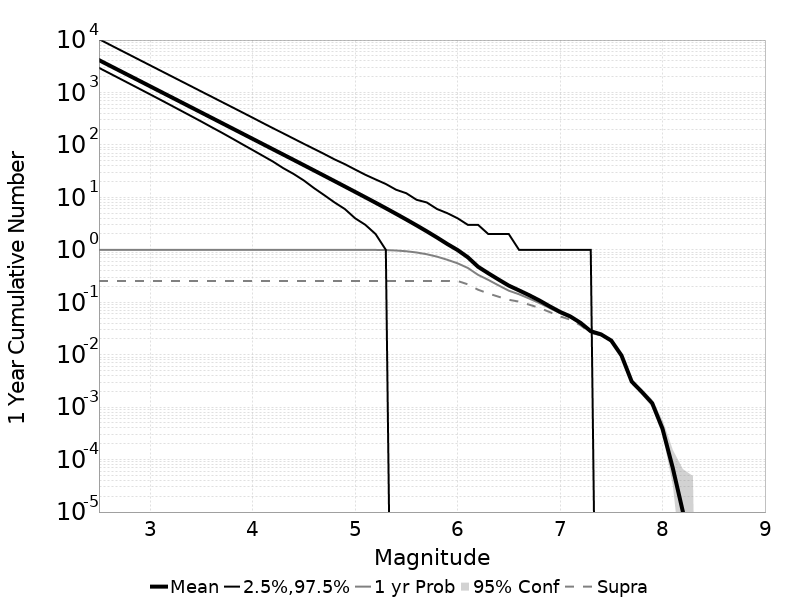 10^4
10^3
10^2
10^1
10^0
10^-1
10^-2
10^-3
10^-4
10^-5
1 Year Cumulative Number
3 4 5 6 7 8 9
Magnitude
Mean 2.5%,97.5% 1 yr Prob 95% Conf Supra